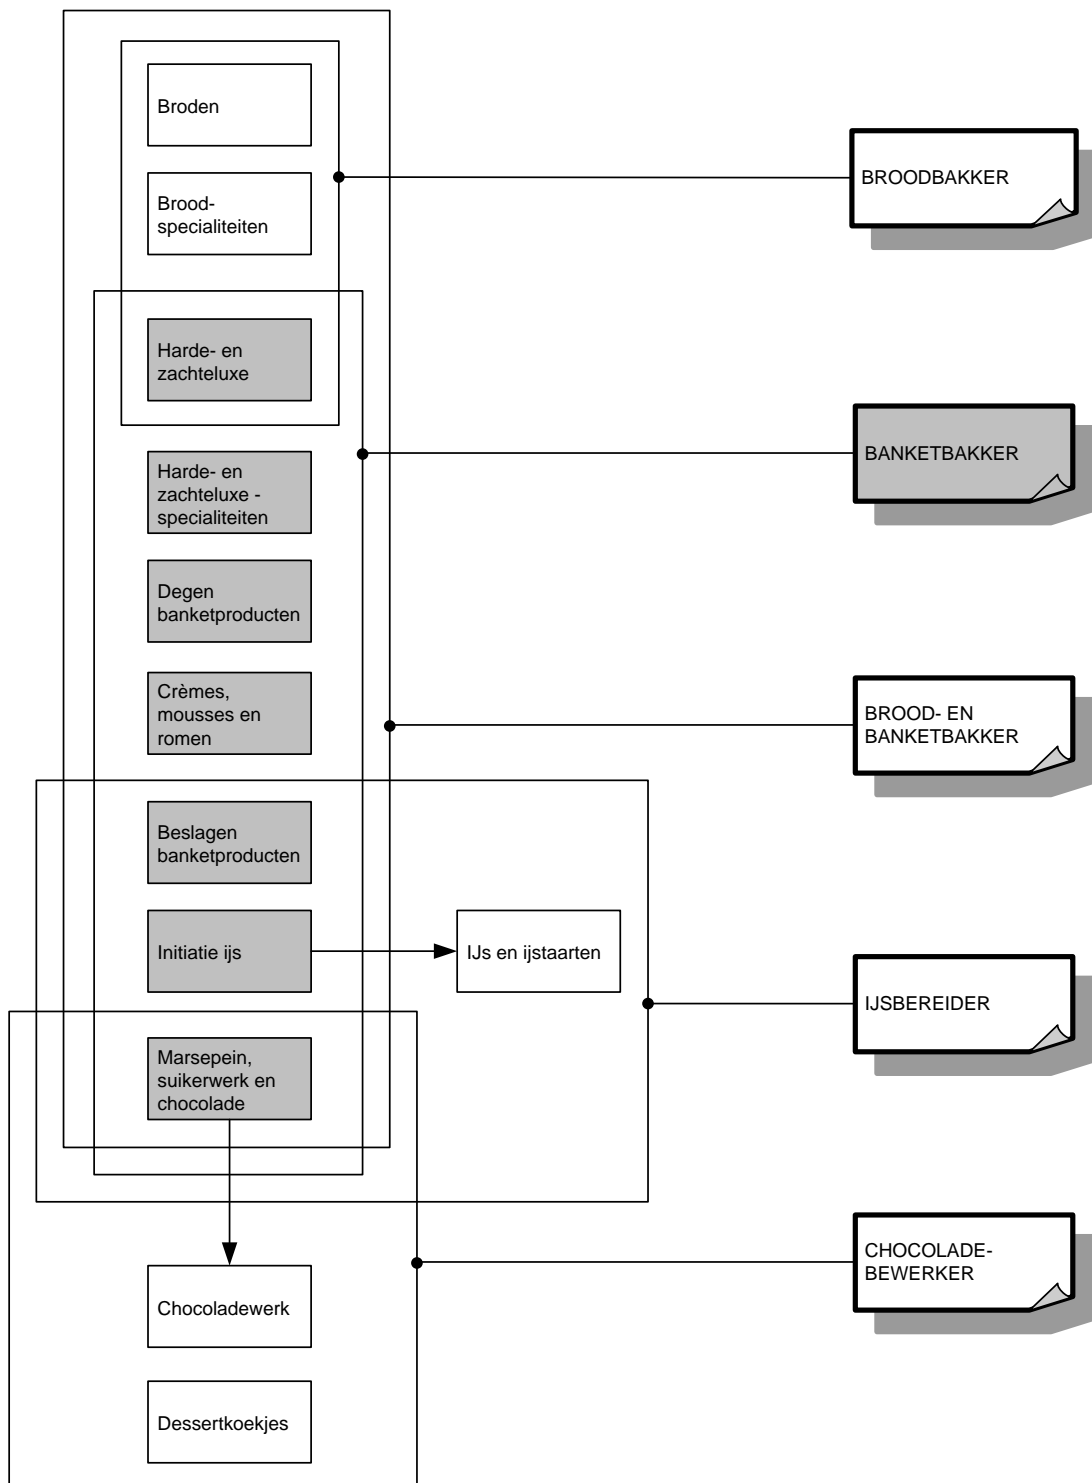 Broden
Brood-
specialiteiten
BROODBAKKER
Harde- en
zachteluxe
Harde- en
zachteluxe -
specialiteiten
BANKETBAKKER
Degen
banketproducten
Crèmes,
mousses en
romen
BROOD- EN
BANKETBAKKER
Beslagen
banketproducten
Initiatie ijs
IJs en ijstaarten
IJSBEREIDER
Marsepein,
suikerwerk en
chocolade
CHOCOLADE-
BEWERKER
Chocoladewerk
Dessertkoekjes